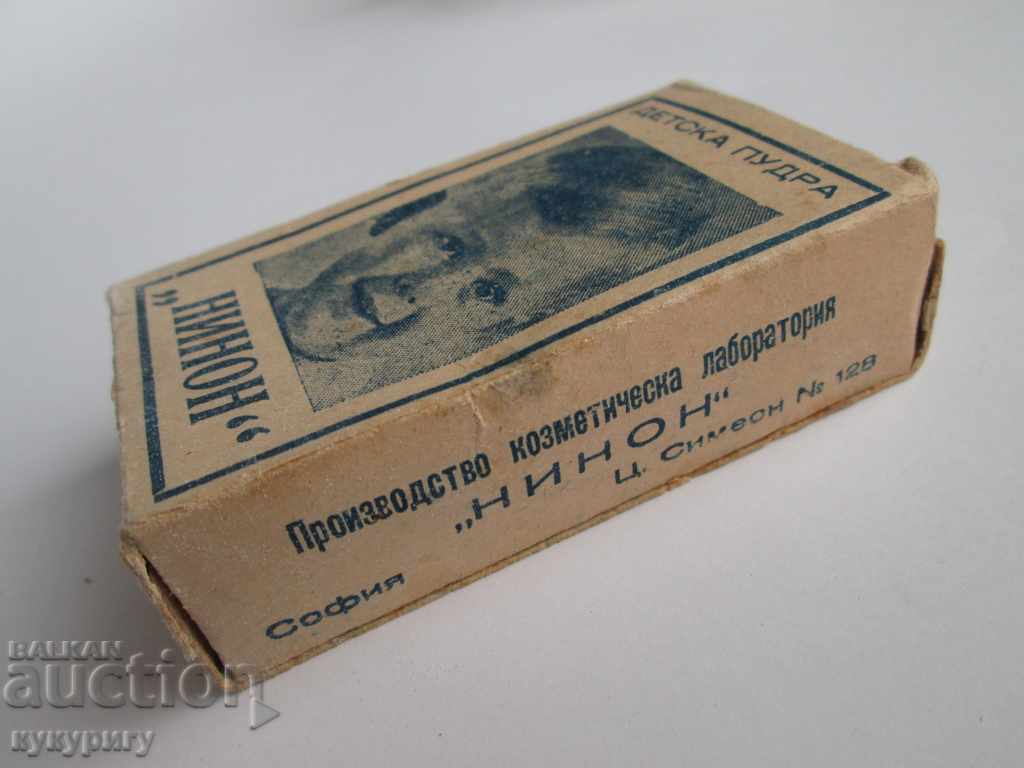 ДЕТСКА ПУДРА
„НИНОН"
Производство козметическа лаборатория
„НИНОН"
София Ц. Симеон № 128
BALKAN
auction
кукуригу